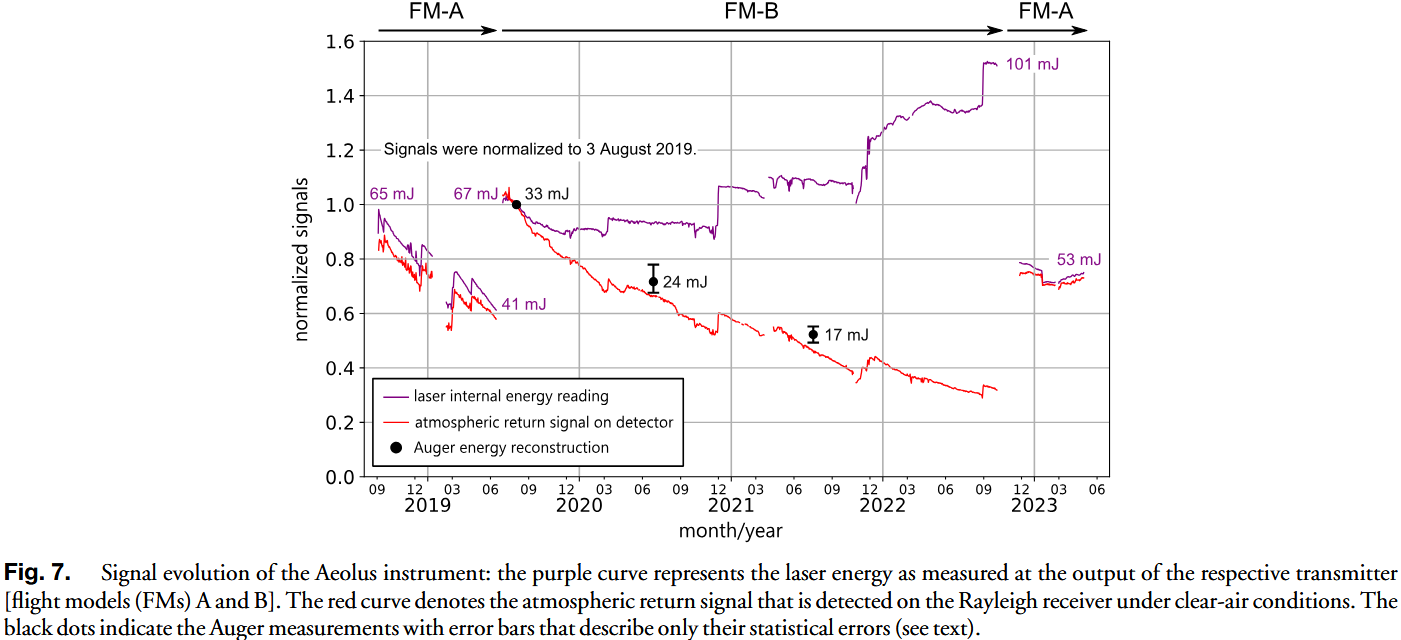 FM-A FM-B FM-A
1.6
1.4
1.2
1.0
0.8
0.6
0.4
0.2
0.0
normalized signals
101 mJ
Signals were normalized to 3 August 2019.
65 mJ 67 mJ 33 mJ
53 mJ
24 mJ
41 mJ
17 mJ
laser internal energy reading
atmospheric return signal on detector
Auger energy reconstruction
09 12 03 06 09 12 03 06 09 12 03 06 09 12 03 06 09 12 03 06
2019 2020 2021 2022 2023
month/year
Fig. 7. Signal evolution of the Aeolus instrument: the purple curve represents the laser energy as measured at the output of the respective transmitter
[flight models (FMs) A and B]. The red curve denotes the atmospheric return signal that is detected on the Rayleigh receiver under clear-air conditions. The
black dots indicate the Auger measurements with error bars that describe only their statistical errors (see text).